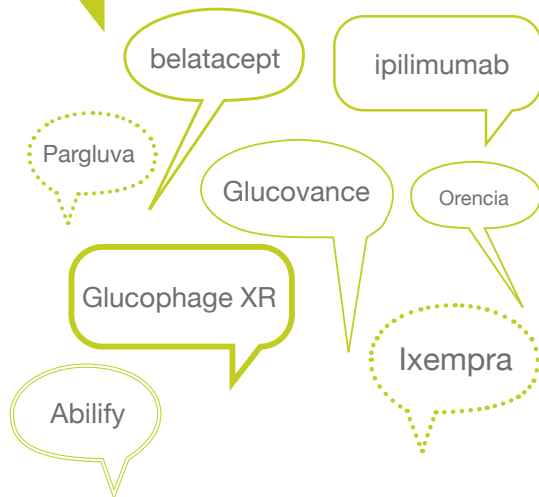 belatacept
ipilimumab
Pargluva
Glucovance
Orencia
Glucophage XR
Ixempra
Abilify